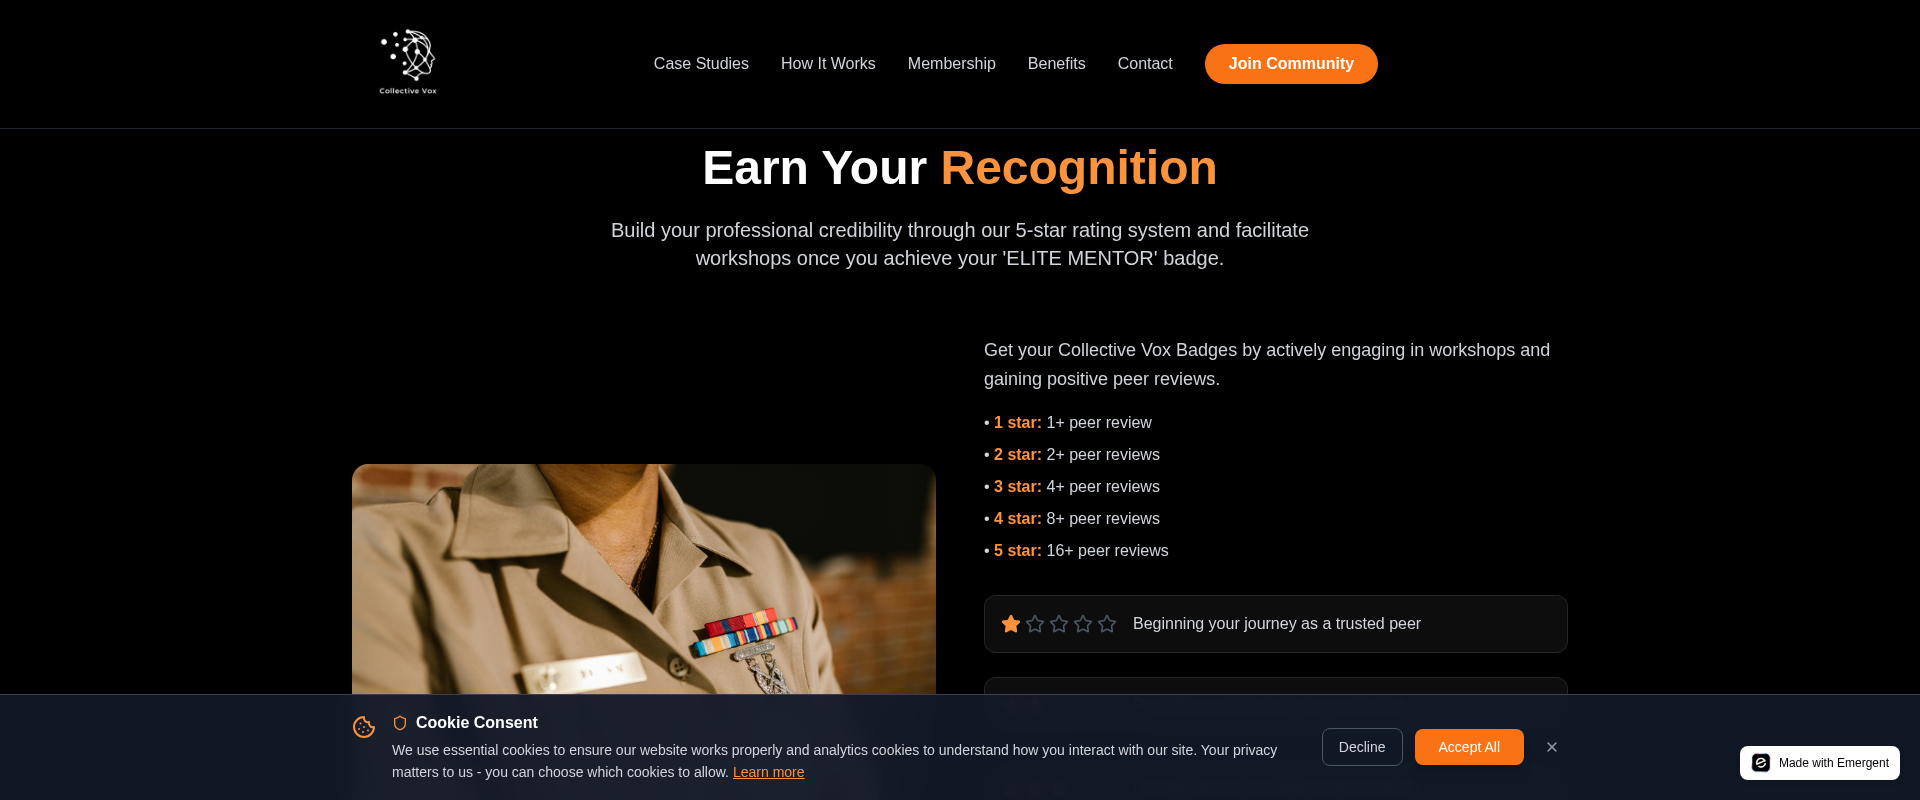 Collective Vox
Case Studies
How It Works
Membership
Benefits
Contact
Join Community
Earn Your Recognition
Build your professional credibility through our 5-star rating system and facilitate
workshops once you achieve your 'ELITE MENTOR' badge.
Get your Collective Vox Badges by actively engaging in workshops and
gaining positive peer reviews.
• 1 star: 1+ peer review
• 2 star: 2+ peer reviews
• 3 star: 4+ peer reviews
• 4 star: 8+ peer reviews
• 5 star: 16+ peer reviews
Beginning your journey as a trusted peer
Cookie Consent
We use essential cookies to ensure our website works properly and analytics cookies to understand how you interact with our site. Your privacy
matters to us - you can choose which cookies to allow. Learn more
Decline
Accept All
Made with Emergent